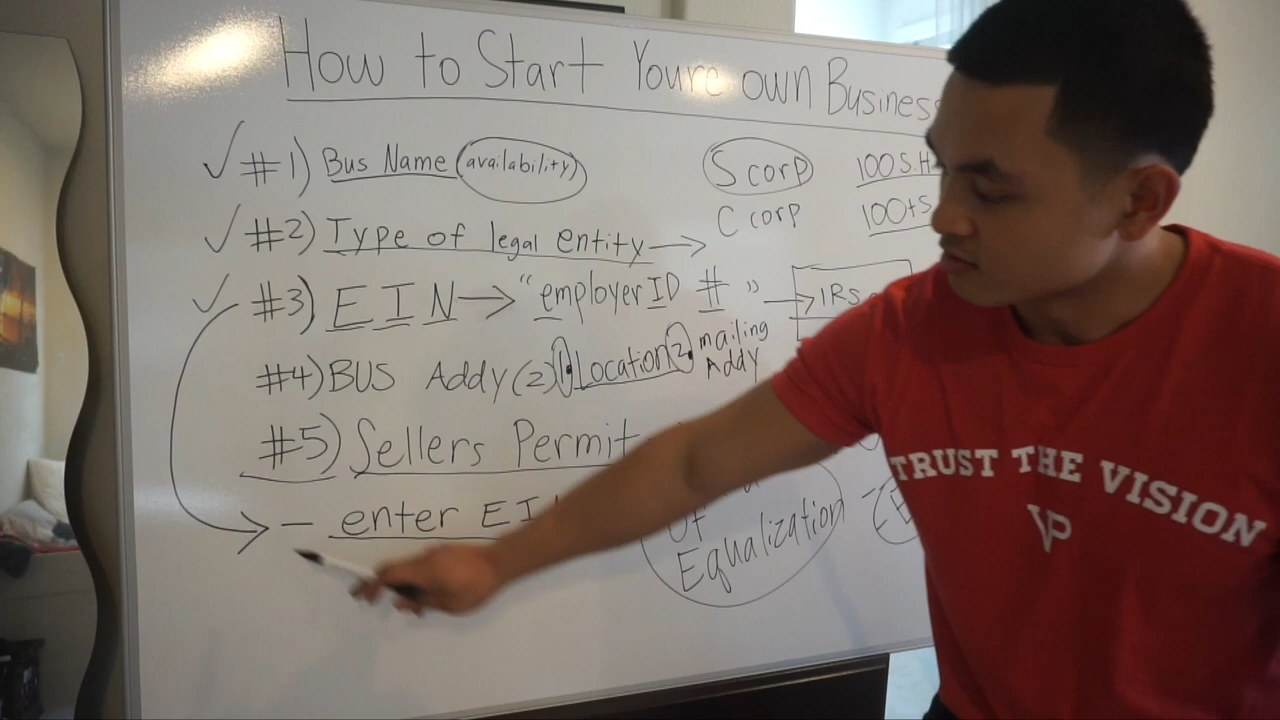 How to Start Youre own Business
✓ #1) Bus Name (availability)
S corp 100 S.H
C corp 100+ S
✓ #2) Type of legal entity →
✓ #3) EIN → "employer ID #" → IRS
#4) BUS Addy (2) 1. Location 2. mailing Addy
#5) Sellers Permit
→ - enter
Of
Equalization
TRUST THE VISION
VP